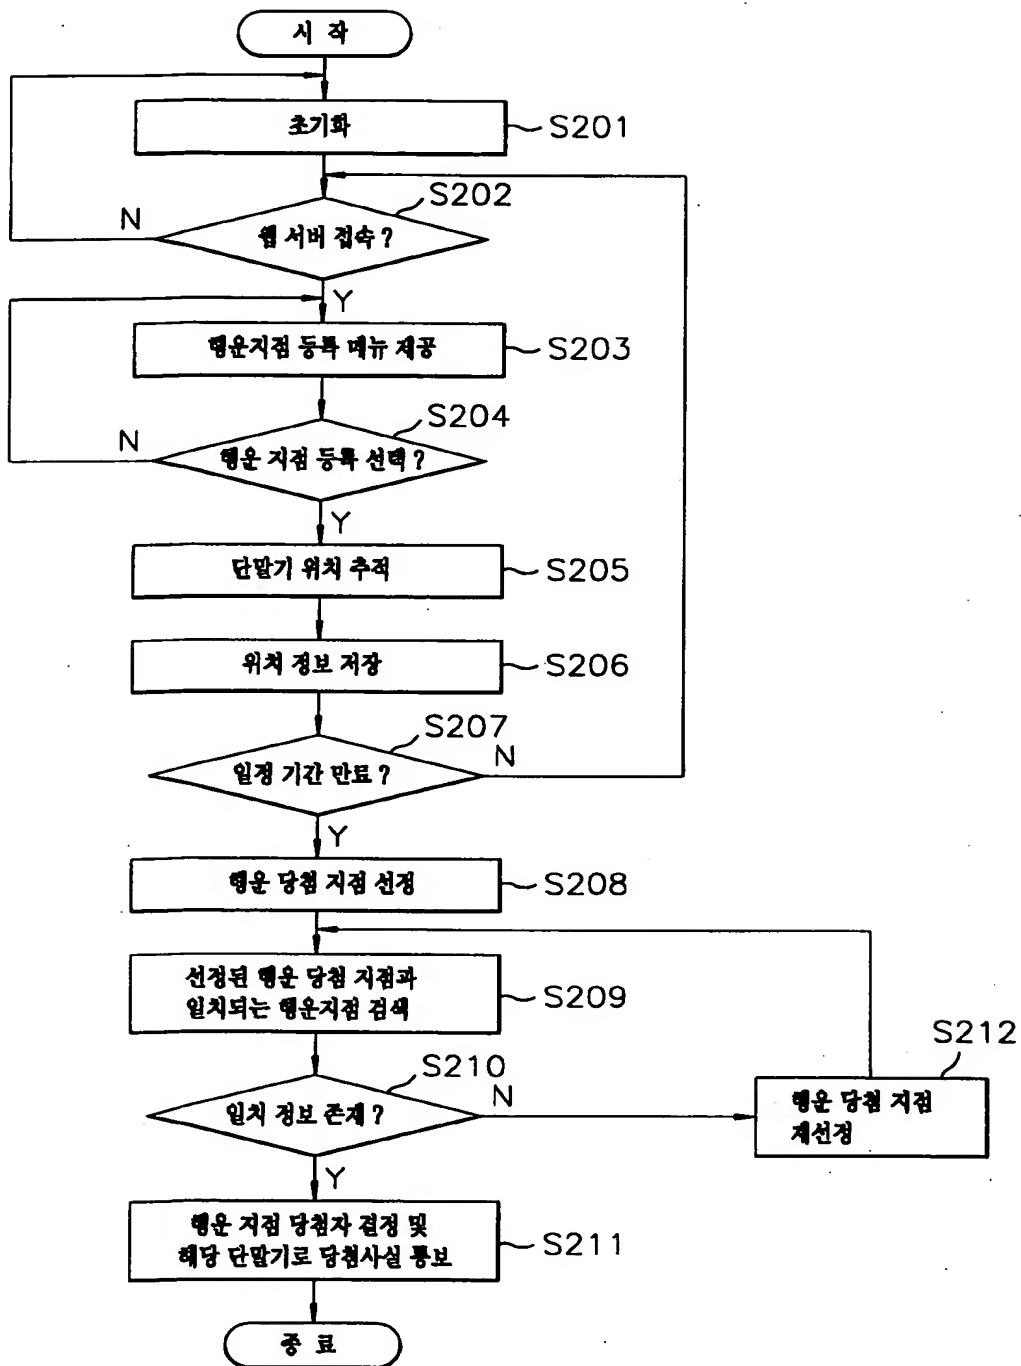 시 작
초기화
S201
S202
웹 서버 접속 ?
N
Y
행운지점 등록 메뉴 제공
S203
S204
행운 지점 등록 선택 ?
N
Y
단말기 위치 추적
S205
위치 정보 저장
S206
S207
일정 기간 만료 ?
N
Y
행운 당첨 지점 선정
S208
선정된 행운 당첨 지점과
일치되는 행운지점 검색
S209
S210
일치 정보 존재 ?
N
Y
S212
행운 당첨 지점
재선정
행운 지점 당첨자 결정 및
해당 단말기로 당첨사실 통보
S211
종 료